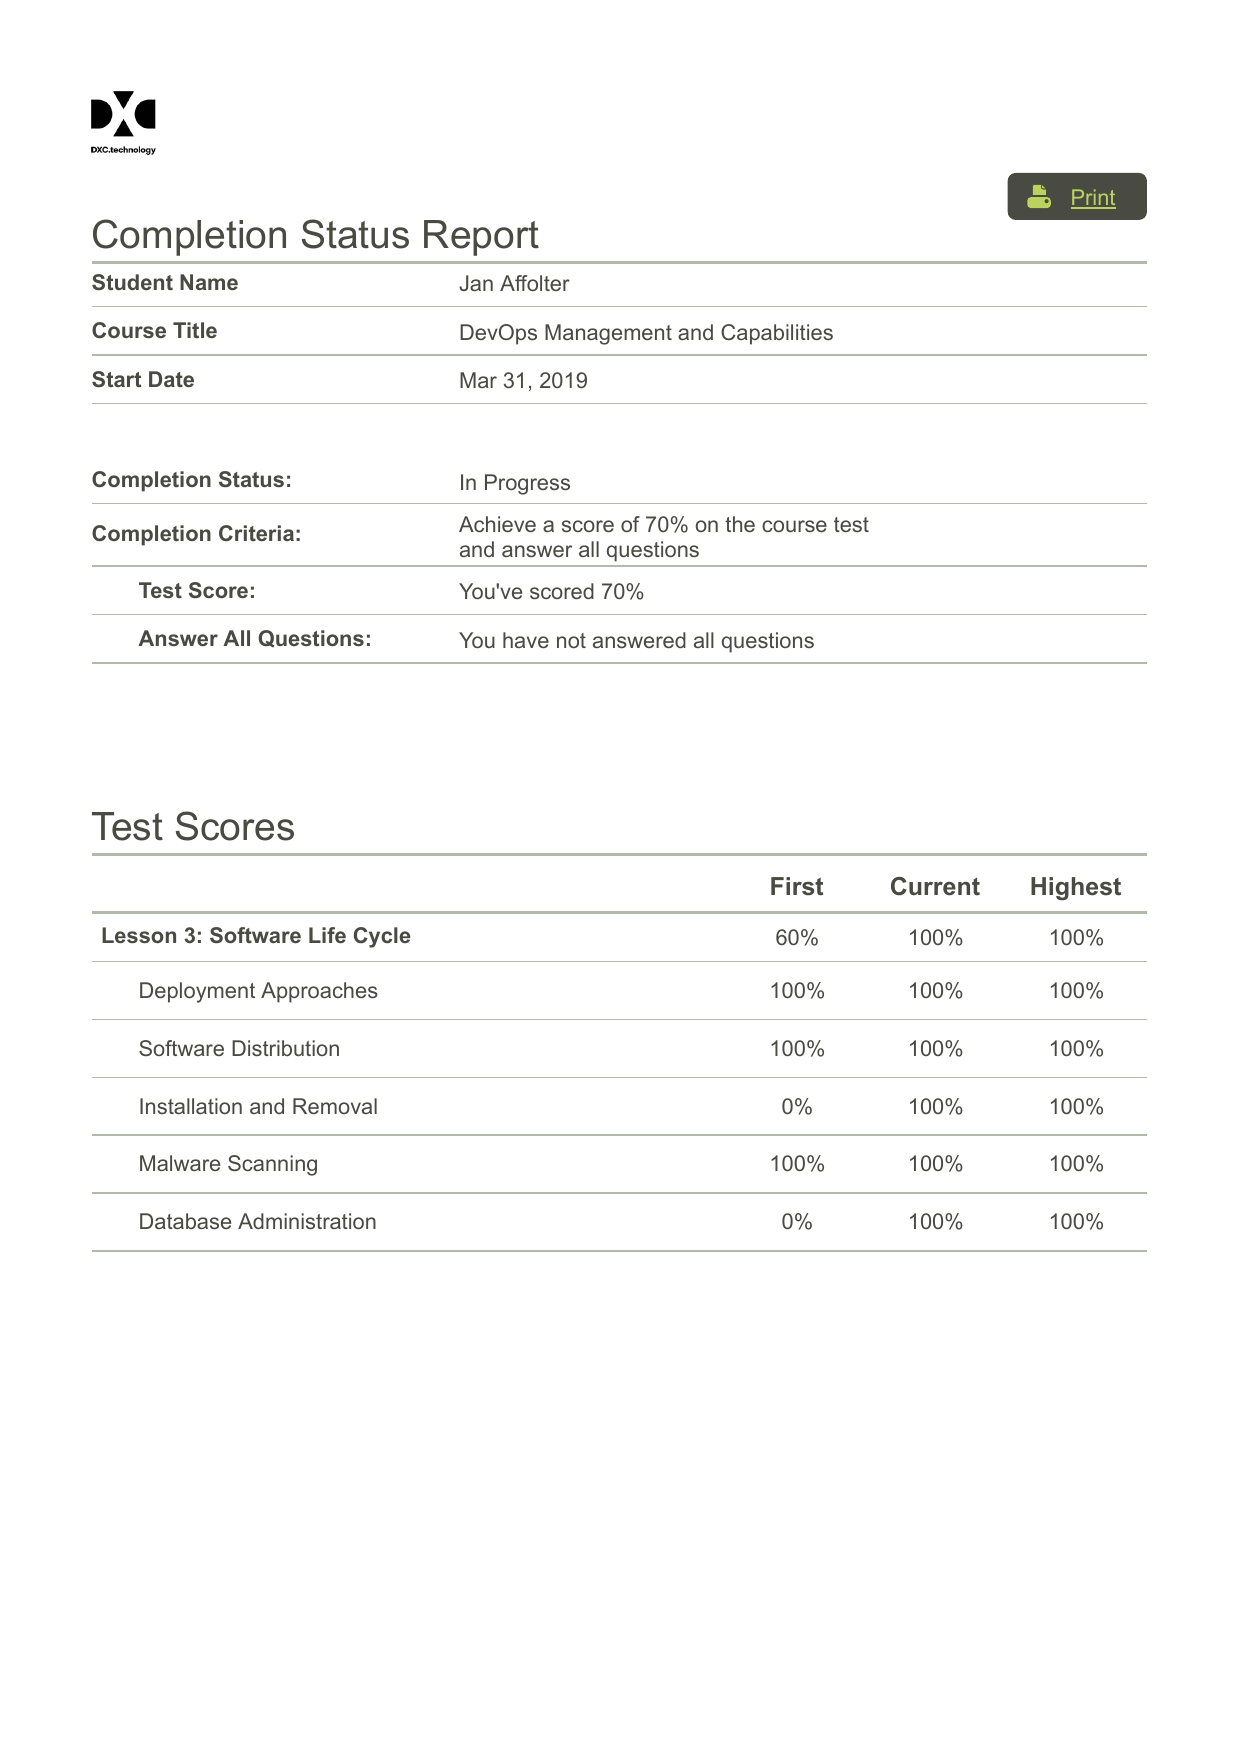 DXC.technology
Print
Completion Status Report
Student Name Jan Affolter
Course Title DevOps Management and Capabilities
Start Date Mar 31, 2019
Completion Status: In Progress
Completion Criteria: Achieve a score of 70% on the course test
and answer all questions
Test Score: You've scored 70%
Answer All Questions: You have not answered all questions
Test Scores
First Current Highest
Lesson 3: Software Life Cycle 60% 100% 100%
Deployment Approaches 100% 100% 100%
Software Distribution 100% 100% 100%
Installation and Removal 0% 100% 100%
Malware Scanning 100% 100% 100%
Database Administration 0% 100% 100%